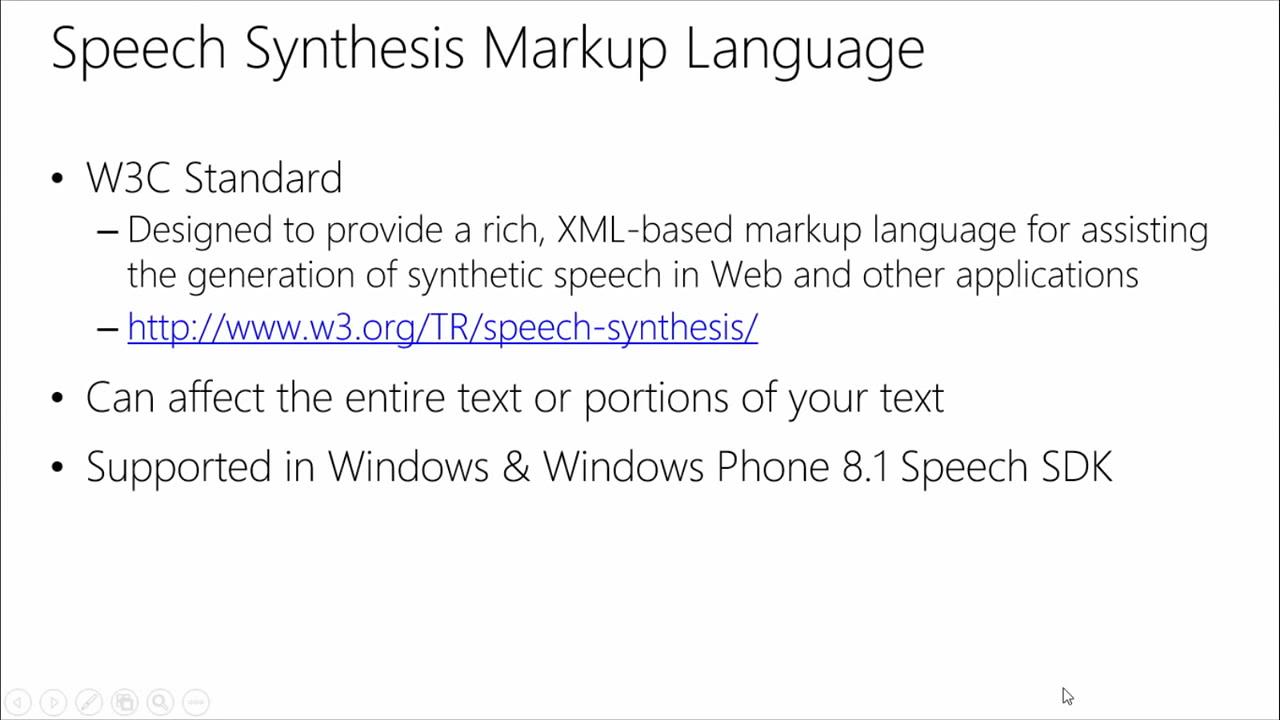 Speech Synthesis Markup Language
• W3C Standard
– Designed to provide a rich, XML-based markup language for assisting
the generation of synthetic speech in Web and other applications
– http://www.w3.org/TR/speech-synthesis/
• Can affect the entire text or portions of your text
• Supported in Windows & Windows Phone 8.1 Speech SDK